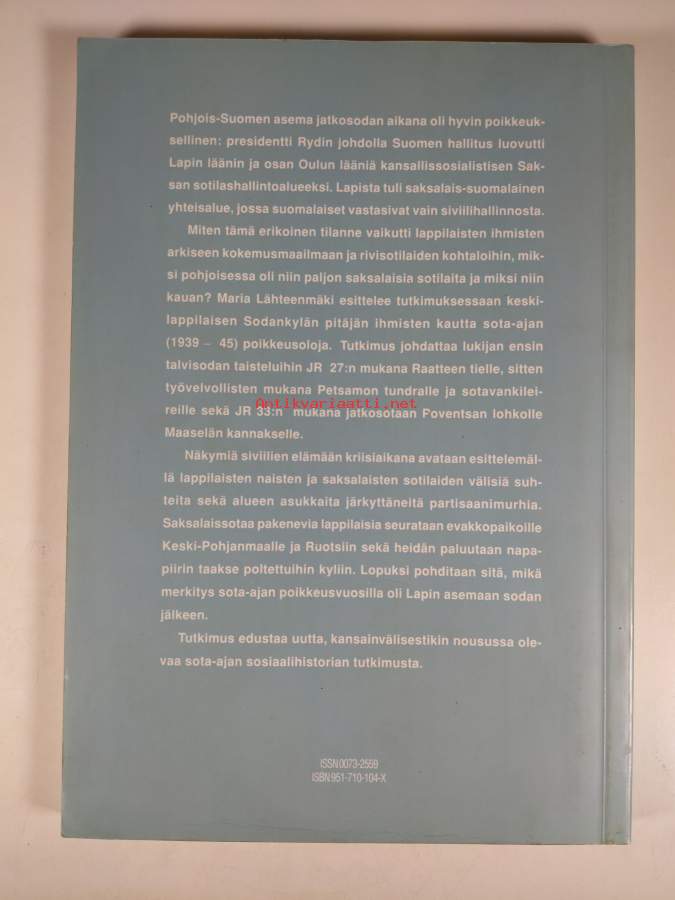 Pohjois-Suomen asema jatkosodan aikana oli hyvin poikkeuk-
sellinen: presidentti Rydin johdolla Suomen hallitus luovutti
Lapin läänin ja osan Oulun lääniä kansallissosialistisen Sak-
san sotilashallintoalueeksi. Lapista tuli saksalais-suomalainen
yhteisalue, jossa suomalaiset vastasivat vain siviilihallinnosta.
Miten tämä erikoinen tilanne vaikutti lappilaisten ihmisten
arkiseen kokemusmaailmaan ja rivisotilaiden kohtaloihin, mik-
si pohjoisessa oli niin paljon saksalaisia sotilaita ja miksi niin
kauan? Maria Lähteenmäki esittelee tutkimuksessaan keski-
lappilaisen Sodankylän pitäjän ihmisten kautta sota-ajan
(1939 – 45) poikkeusoloja. Tutkimus johdattaa lukijan ensin
talvisodan taisteluihin JR 27:n mukana Raatteen tielle, sitten
työvelvollisten mukana Petsamon tundralle ja sotavankilei-
Antikvariaatti.net
reille sekä JR 33:n mukana jatkosotaan Poventsan lohkolle
Maaselän kannakselle.
Näkymiä siviilien elämään kriisiaikana avataan esittelemäl-
lä lappilaisten naisten ja saksalaisten sotilaiden välisiä suh-
teita sekä alueen asukkaita järkyttäneitä partisaanimurhia.
Saksalaissotaa pakenevia lappilaisia seurataan evakkopaikoille
Keski-Pohjanmaalle ja Ruotsiin sekä heidän paluutaan napa-
piirin taakse poltettuihin kyliin. Lopuksi pohditaan sitä, mikä
merkitys sota-ajan poikkeusvuosilla oli Lapin asemaan sodan
jälkeen.
Tutkimus edustaa uutta, kansainvälisestikin nousussa ole-
vaa sota-ajan sosiaalihistorian tutkimusta.
ISSN 0073-2559
ISBN 951-710-104-X